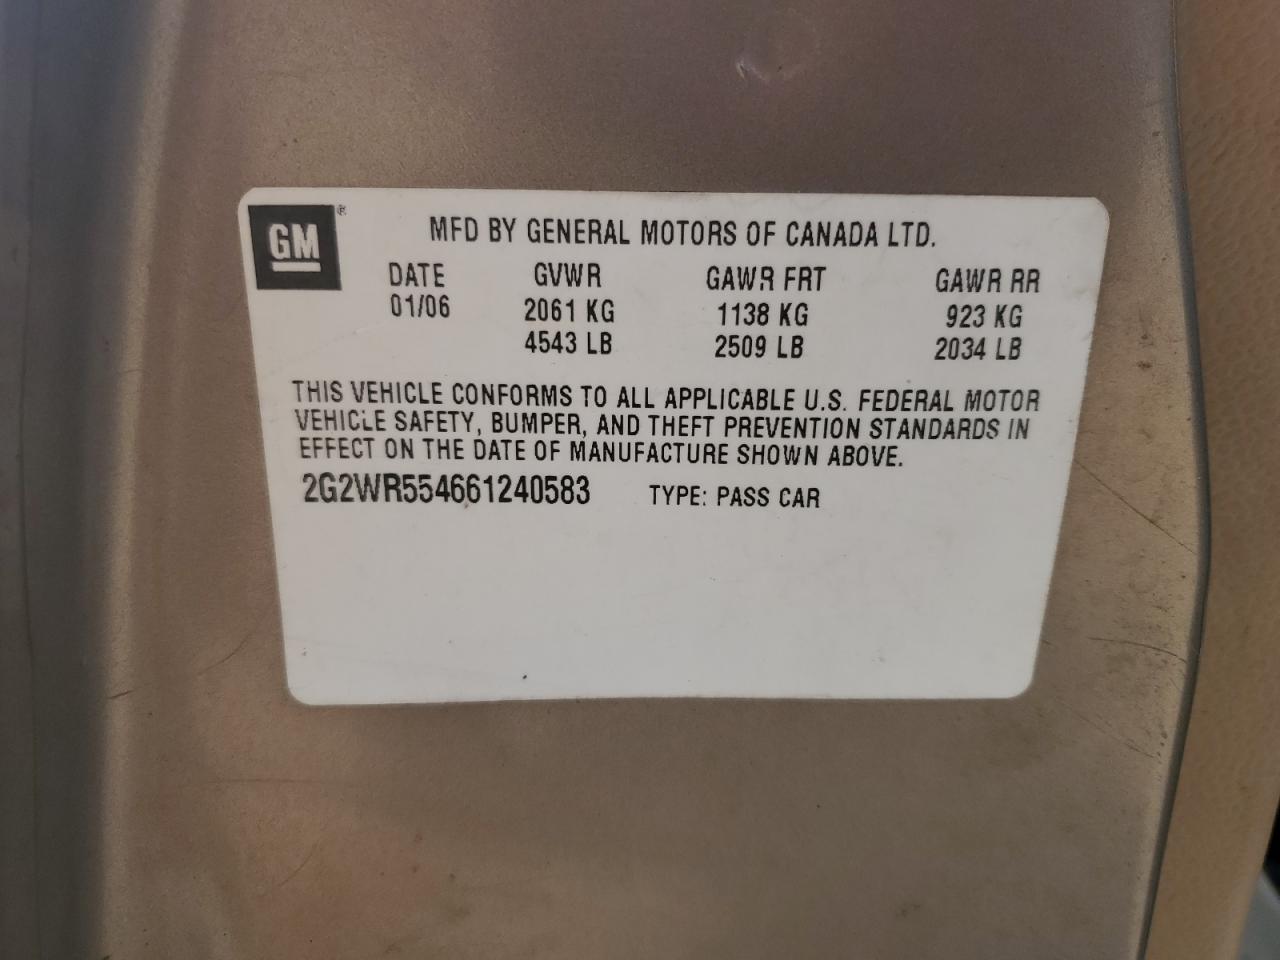 GM®
MFD BY GENERAL MOTORS OF CANADA LTD.
DATE GVWR GAWR FRT GAWR RR
01/06 2061 KG 1138 KG 923 KG
4543 LB 2509 LB 2034 LB
THIS VEHICLE CONFORMS TO ALL APPLICABLE U.S. FEDERAL MOTOR
VEHICLE SAFETY, BUMPER, AND THEFT PREVENTION STANDARDS IN
EFFECT ON THE DATE OF MANUFACTURE SHOWN ABOVE.
2G2WR554661240583 TYPE: PASS CAR